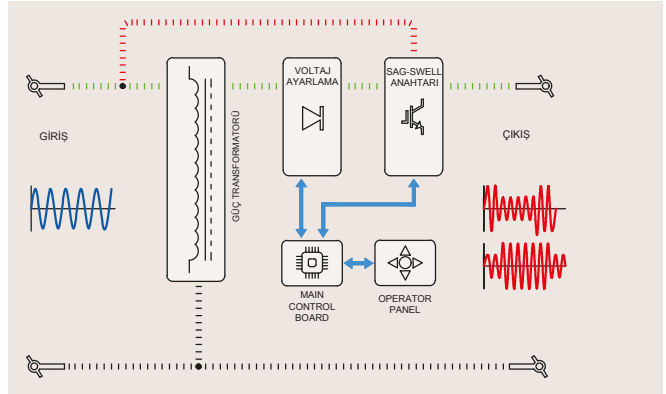 VOLTAJ
AYARLAMA
SAG-SWELL
ANAHTARI
GİRİŞ
GÜÇ TRANSFORMATORÜ
ÇIKIŞ
MAIN
CONTROL
BOARD
OPERATOR
PANEL